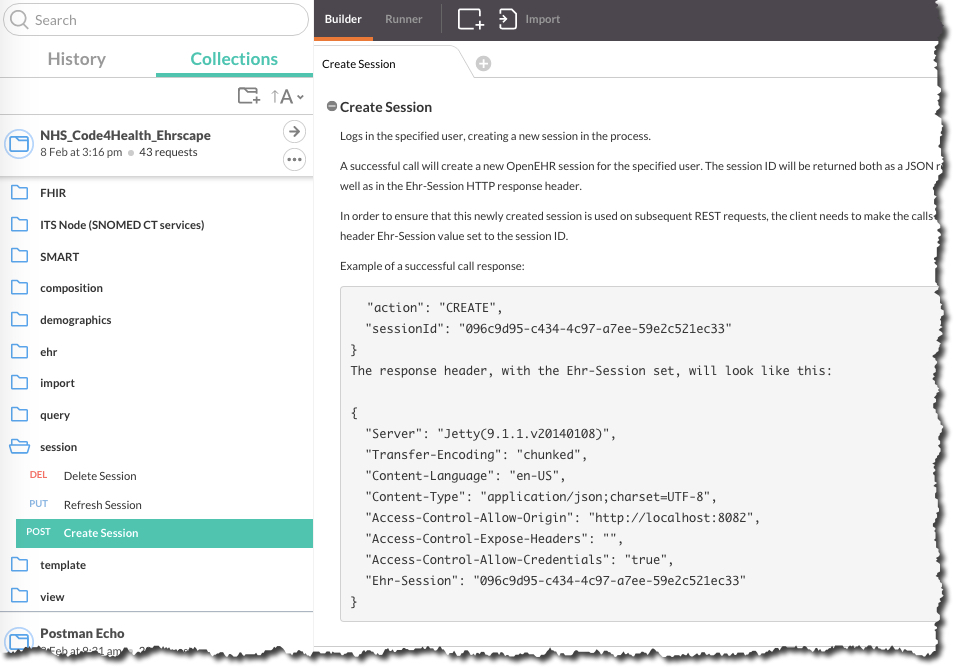 Search
History
Collections
A
NHS_Code4Health_Ehrscape
8 Feb at 3:16 pm ● 43 requests
FHIR
ITS Node (SNOMED CT services)
SMART
composition
demographics
ehr
import
query
session
DEL Delete Session
PUT Refresh Session
POST Create Session
template
view
Postman Echo
Feb at 8:31 am
Builder
Runner
Import
Create Session
Create Session
Logs in the specified user, creating a new session in the process.
A successful call will create a new OpenEHR session for the specified user. The session ID will be returned both as a JSON
well as in the Ehr-Session HTTP response header.
In order to ensure that this newly created session is used on subsequent REST requests, the client needs to make the calls
header Ehr-Session value set to the session ID.
Example of a successful call response:
"action": "CREATE",
"sessionId": "096c9d95-c434-4c97-a7ee-59e2c521ec33"
}
The response header, with the Ehr-Session set, will look like this:
{
"Server": "Jetty(9.1.1.v20140108)",
"Transfer-Encoding": "chunked",
"Content-Language": "en-US",
"Content-Type": "application/json;charset=UTF-8",
"Access-Control-Allow-Origin": "http://localhost:8082",
"Access-Control-Expose-Headers": "",
"Access-Control-Allow-Credentials": "true",
"Ehr-Session": "096c9d95-c434-4c97-a7ee-59e2c521ec33"
}